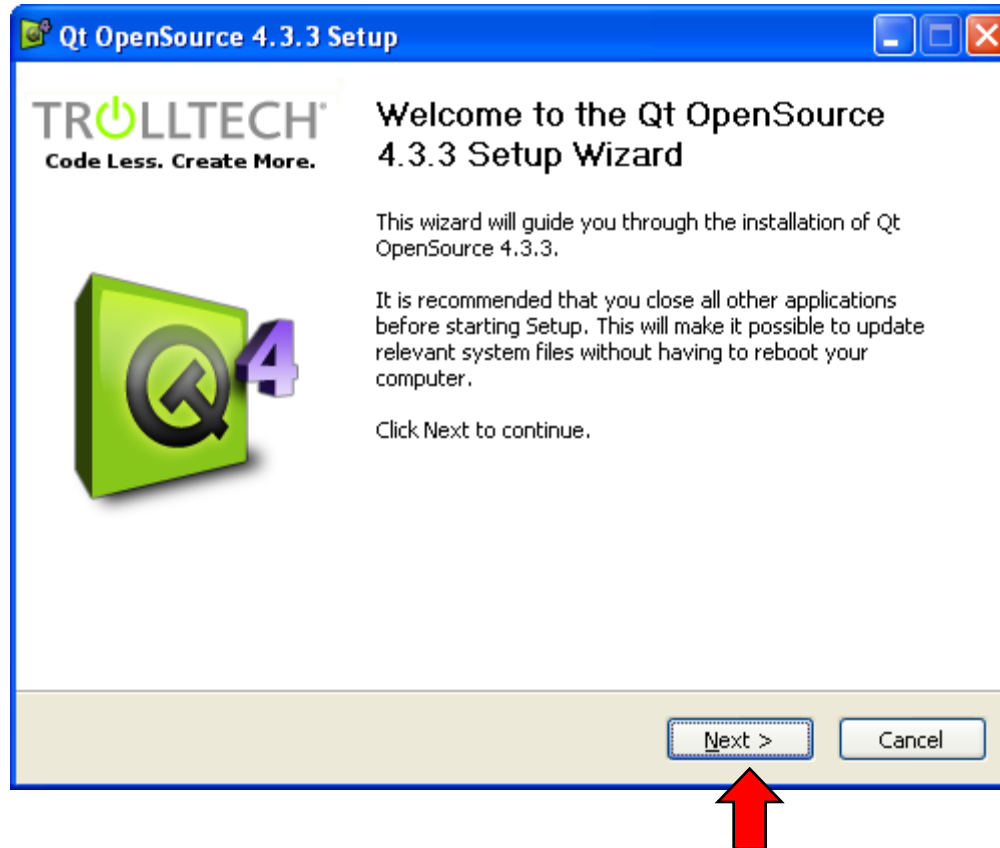 Qt OpenSource 4.3.3 Setup
TROLLTECH®
Code Less. Create More.
Welcome to the Qt OpenSource
4.3.3 Setup Wizard
This wizard will guide you through the installation of Qt
OpenSource 4.3.3.
It is recommended that you close all other applications
before starting Setup. This will make it possible to update
relevant system files without having to reboot your
computer.
Click Next to continue.
4
Next >
Cancel